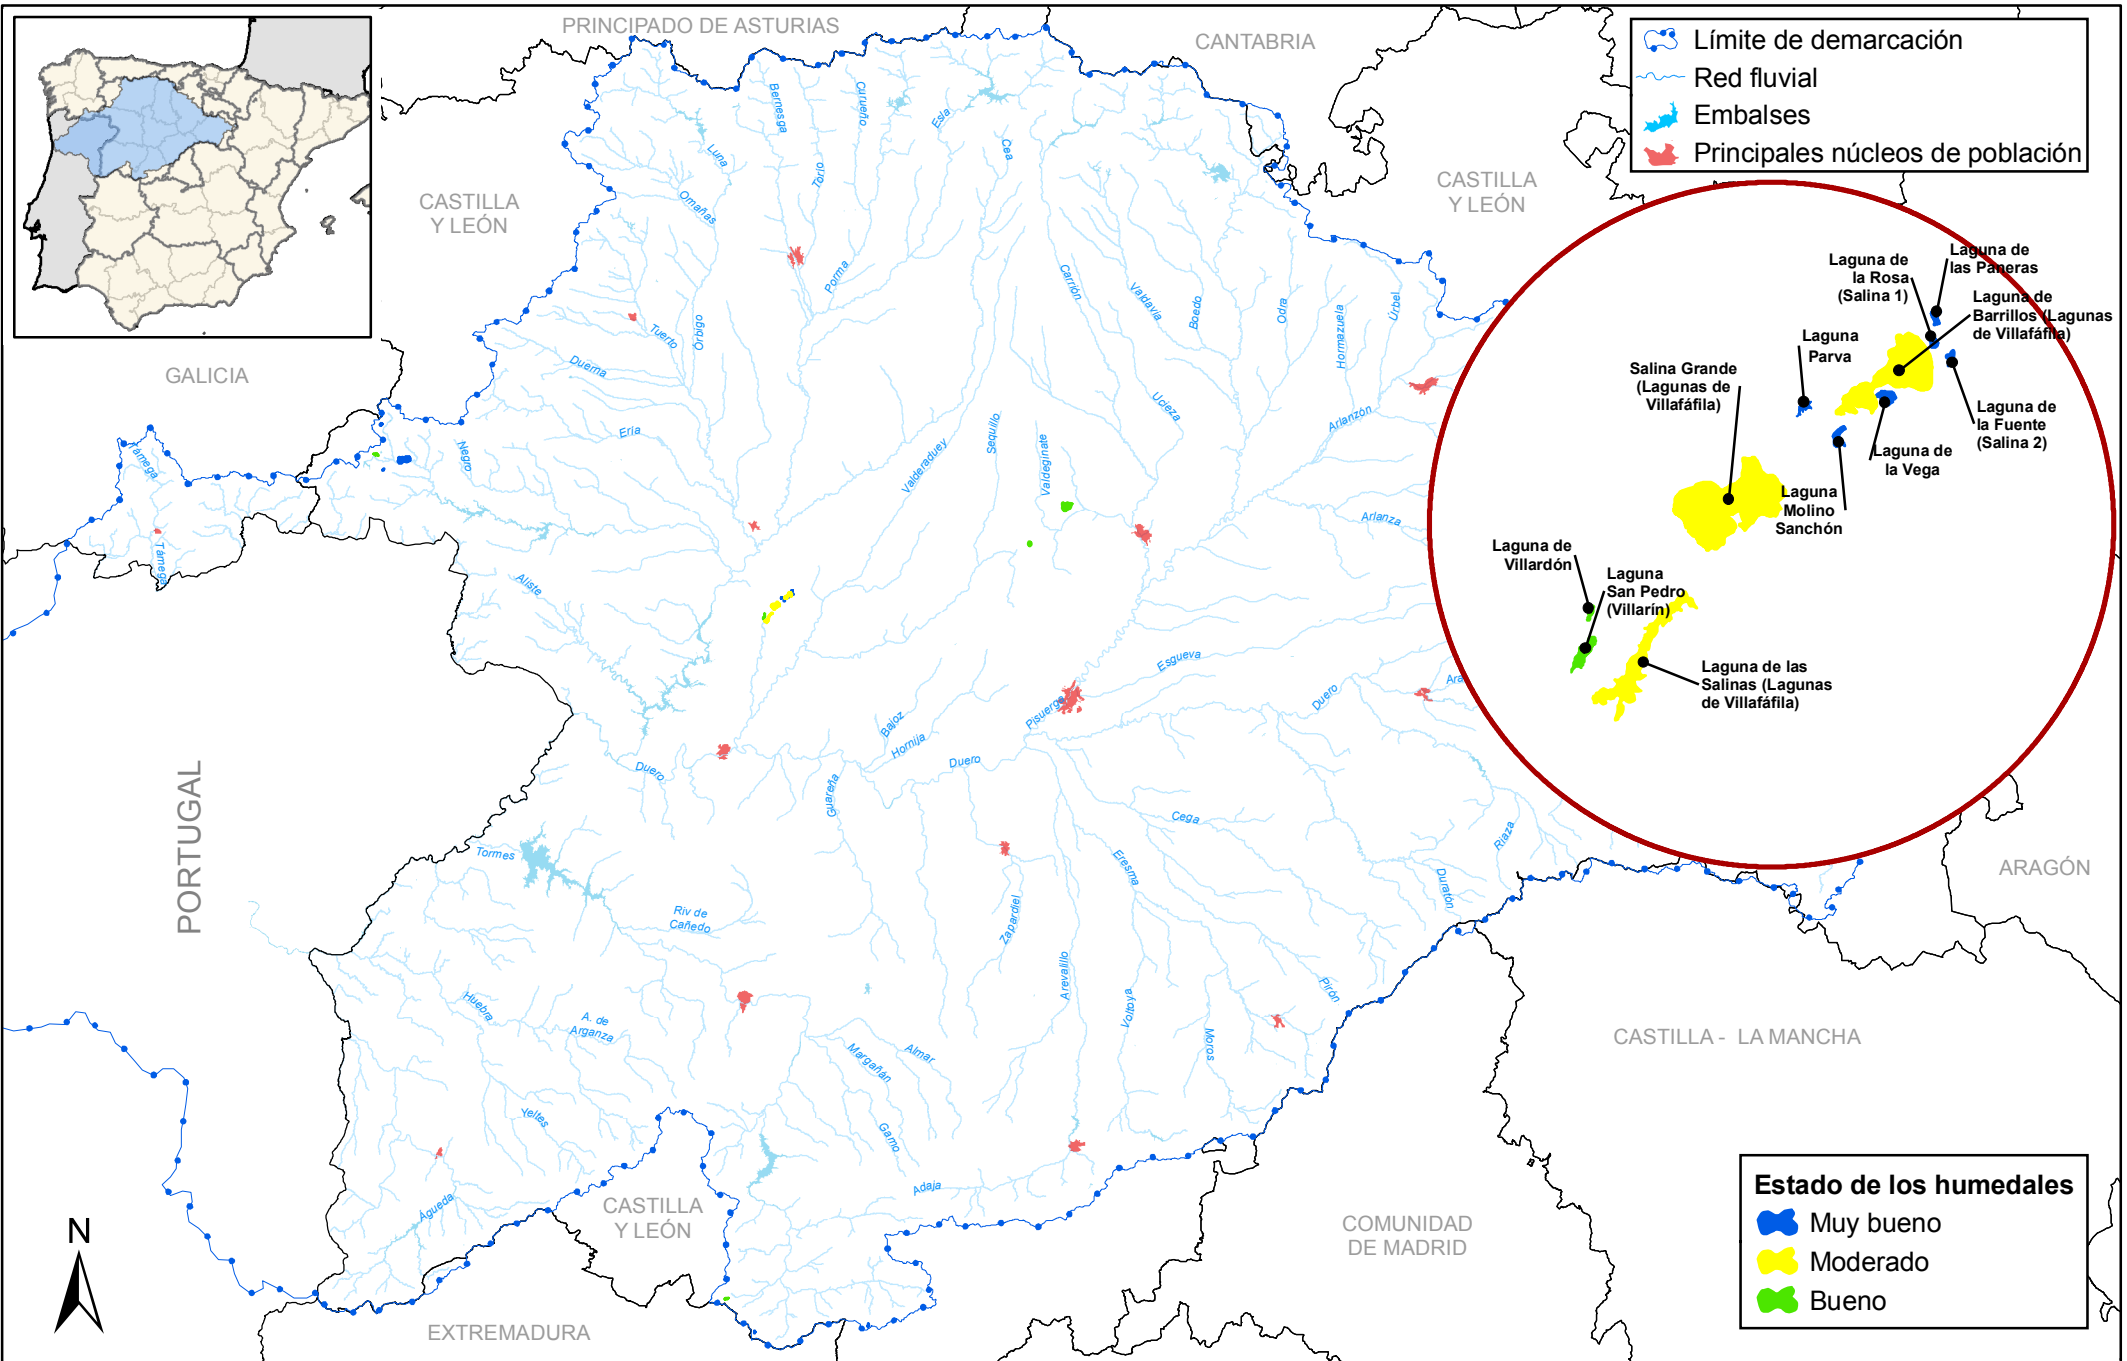 PRINCIPADO DE ASTURIAS
CANTABRIA
Límite de demarcación
Red fluvial
Embalses
Principales núcleos de población
CASTILLA
Y LEÓN
CASTILLA
Y LEÓN
GALICIA
PORTUGAL
ARAGÓN
CASTILLA - LA MANCHA
COMUNIDAD
DE MADRID
CASTILLA
Y LEÓN
EXTREMADURA
N
Bernesga
Curueño
Esla
Cea
Luna
Torío
Omañas
Porma
Carrión
Valdavia
Boedo
Odra
Hormazuela
Úrbel
Tuerto
Órbigo
Duerna
Eria
Negro
Támega
Támega
Valderaduey
Sequillo
Valdeginate
Ucieza
Arlanzón
Arlanza
Aliste
Esgueva
Pisuerga
Duero
Ara
Bajoz
Hornija
Duero
Duero
Guareña
Cega
Riaza
Eresma
Duratón
Tormes
Riv de
Cañedo
Zapardiel
Arevalillo
Voltoya
Pirón
Moros
Huebra
A. de
Arganza
Almar
Margañán
Gamo
Yeltes
Águeda
Adaja
Laguna de
la Rosa
(Salina 1)
Laguna de
las Paneras
Laguna de
Barrillos (Lagunas
de Villafáfila)
Laguna
Parva
Salina Grande
(Lagunas de
Villafáfila)
Laguna de
la Fuente
(Salina 2)
Laguna de
la Vega
Laguna
Molino
Sanchón
Laguna de
Villardón
Laguna
San Pedro
(Villarín)
Laguna de las
Salinas (Lagunas
de Villafáfila)
Estado de los humedales
Muy bueno
Moderado
Bueno